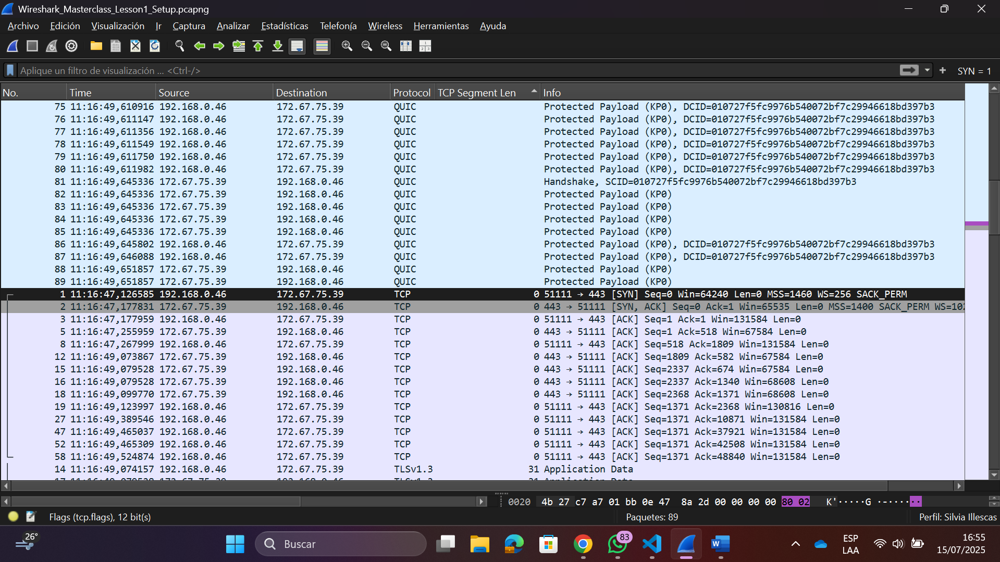 Wireshark_Masterclass_Lesson1_Setup.pcapng
Archivo Edición Visualización Ir Captura Analizar Estadísticas Telefonía Wireless Herramientas Ayuda
Aplique un filtro de visualización ... <Ctrl-/> SYN = 1
No. Time Source Destination Protocol TCP Segment Len Info
75 11:16:49,610916 192.168.0.46 172.67.75.39 QUIC Protected Payload (KP0), DCID=010727f5fc9976b540072bf7c29946618bd397b3
76 11:16:49,611147 192.168.0.46 172.67.75.39 QUIC Protected Payload (KP0), DCID=010727f5fc9976b540072bf7c29946618bd397b3
77 11:16:49,611356 192.168.0.46 172.67.75.39 QUIC Protected Payload (KP0), DCID=010727f5fc9976b540072bf7c29946618bd397b3
78 11:16:49,611549 192.168.0.46 172.67.75.39 QUIC Protected Payload (KP0), DCID=010727f5fc9976b540072bf7c29946618bd397b3
79 11:16:49,611750 192.168.0.46 172.67.75.39 QUIC Protected Payload (KP0), DCID=010727f5fc9976b540072bf7c29946618bd397b3
80 11:16:49,611982 192.168.0.46 172.67.75.39 QUIC Protected Payload (KP0), DCID=010727f5fc9976b540072bf7c29946618bd397b3
81 11:16:49,645336 172.67.75.39 192.168.0.46 QUIC Handshake, SCID=010727f5fc9976b540072bf7c29946618bd397b3
82 11:16:49,645336 172.67.75.39 192.168.0.46 QUIC Protected Payload (KP0)
83 11:16:49,645336 172.67.75.39 192.168.0.46 QUIC Protected Payload (KP0)
84 11:16:49,645336 172.67.75.39 192.168.0.46 QUIC Protected Payload (KP0)
85 11:16:49,645336 172.67.75.39 192.168.0.46 QUIC Protected Payload (KP0)
86 11:16:49,645802 192.168.0.46 172.67.75.39 QUIC Protected Payload (KP0), DCID=010727f5fc9976b540072bf7c29946618bd397b3
87 11:16:49,646088 192.168.0.46 172.67.75.39 QUIC Protected Payload (KP0), DCID=010727f5fc9976b540072bf7c29946618bd397b3
88 11:16:49,651857 172.67.75.39 192.168.0.46 QUIC Protected Payload (KP0)
89 11:16:49,651857 172.67.75.39 192.168.0.46 QUIC Protected Payload (KP0)
1 11:16:47,126585 192.168.0.46 172.67.75.39 TCP 0 51111 → 443 [SYN] Seq=0 Win=64240 Len=0 MSS=1460 WS=256 SACK_PERM
2 11:16:47,177831 172.67.75.39 192.168.0.46 TCP 0 443 → 51111 [SYN, ACK] Seq=0 Ack=1 Win=65535 Len=0 MSS=1400 SACK_PERM WS=102
3 11:16:47,177959 192.168.0.46 172.67.75.39 TCP 0 51111 → 443 [ACK] Seq=1 Ack=1 Win=131584 Len=0
5 11:16:47,255959 172.67.75.39 192.168.0.46 TCP 0 443 → 51111 [ACK] Seq=1 Ack=518 Win=67584 Len=0
8 11:16:47,267999 192.168.0.46 172.67.75.39 TCP 0 51111 → 443 [ACK] Seq=518 Ack=1809 Win=131584 Len=0
12 11:16:49,073867 172.67.75.39 192.168.0.46 TCP 0 443 → 51111 [ACK] Seq=1809 Ack=582 Win=67584 Len=0
15 11:16:49,079528 172.67.75.39 192.168.0.46 TCP 0 443 → 51111 [ACK] Seq=2337 Ack=674 Win=67584 Len=0
16 11:16:49,079528 172.67.75.39 192.168.0.46 TCP 0 443 → 51111 [ACK] Seq=2337 Ack=1340 Win=68608 Len=0
18 11:16:49,099770 172.67.75.39 192.168.0.46 TCP 0 443 → 51111 [ACK] Seq=2368 Ack=1371 Win=68608 Len=0
19 11:16:49,123997 192.168.0.46 172.67.75.39 TCP 0 51111 → 443 [ACK] Seq=1371 Ack=2368 Win=130816 Len=0
27 11:16:49,389546 192.168.0.46 172.67.75.39 TCP 0 51111 → 443 [ACK] Seq=1371 Ack=10871 Win=131584 Len=0
47 11:16:49,465037 192.168.0.46 172.67.75.39 TCP 0 51111 → 443 [ACK] Seq=1371 Ack=37921 Win=131584 Len=0
52 11:16:49,465309 192.168.0.46 172.67.75.39 TCP 0 51111 → 443 [ACK] Seq=1371 Ack=42508 Win=131584 Len=0
58 11:16:49,524874 192.168.0.46 172.67.75.39 TCP 0 51111 → 443 [ACK] Seq=1371 Ack=48840 Win=131584 Len=0
14 11:16:49,074157 192.168.0.46 172.67.75.39 TLSv1.3 31 Application Data
0020 4b 27 c7 a7 01 bb 0e 47 8a 2d 00 00 00 00 80 02 K'·····G ·-······
Flags (tcp.flags), 12 bit(s) Paquetes: 89 Perfil: Silvia Illescas
26° Buscar 83 ESP LAA 16:55
15/07/2025